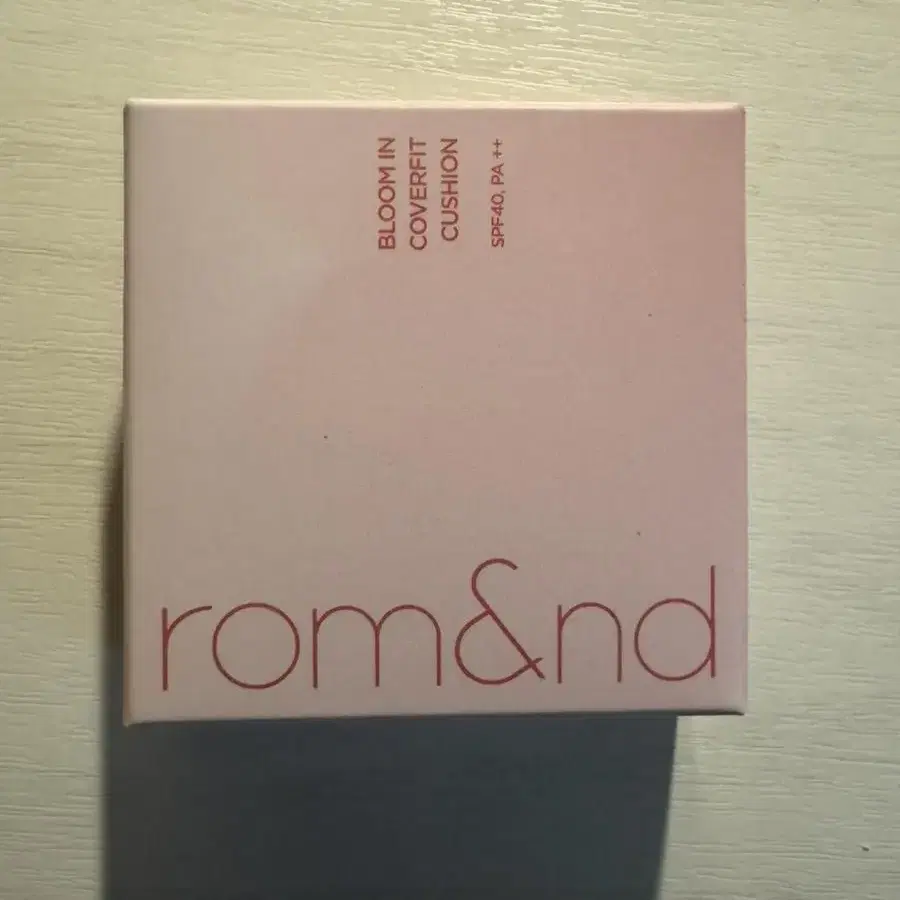 BLOOM IN
COVERFIT
CUSHION
SPF40, PA ++
rom&nd